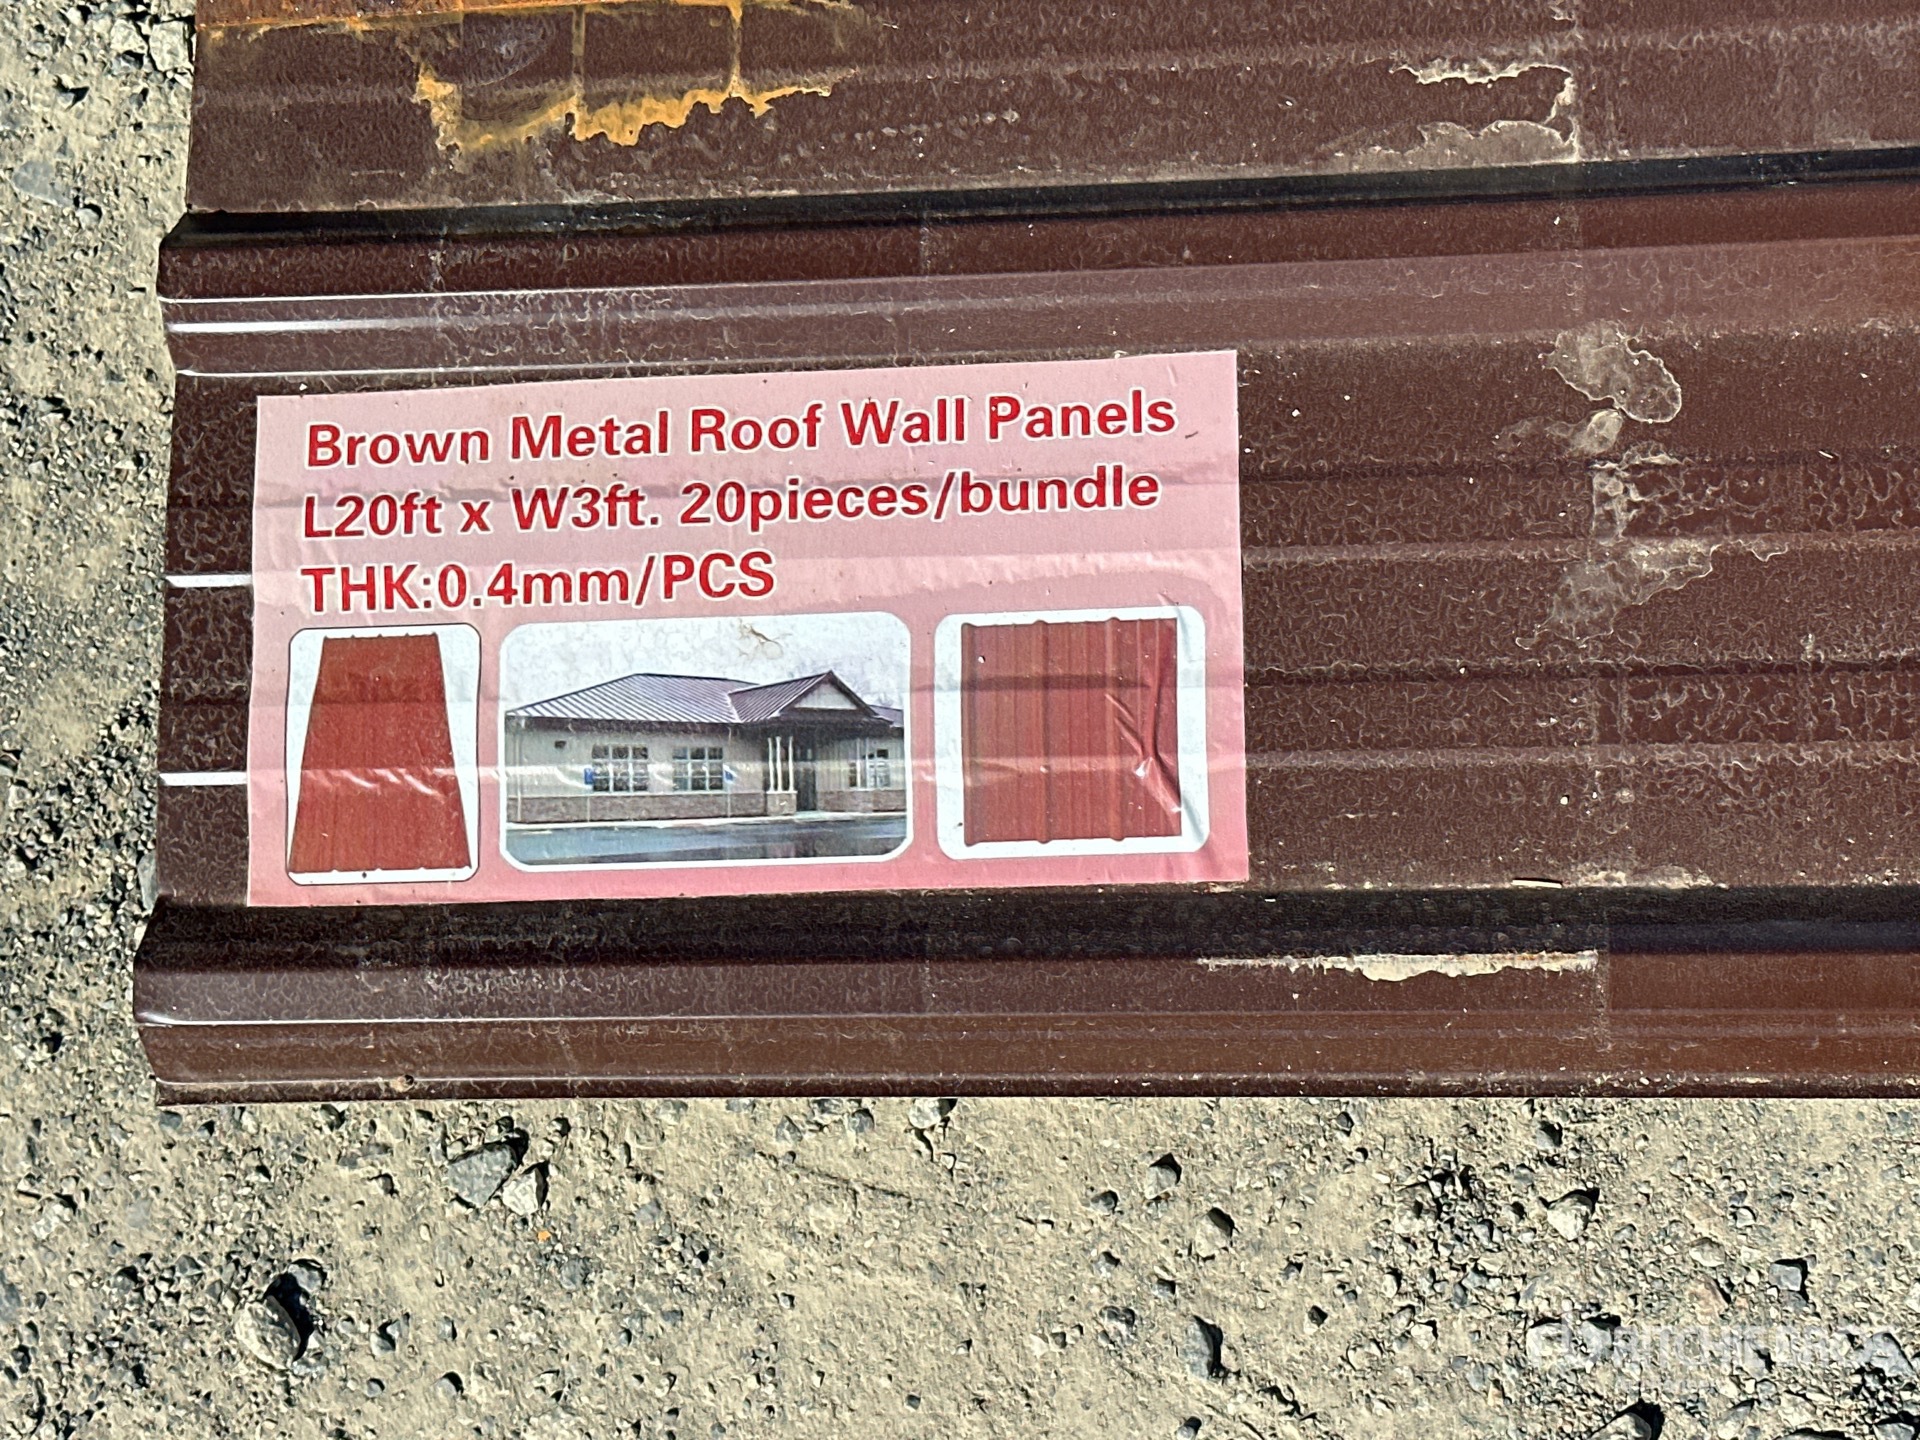 Brown Metal Roof Wall Panels
L20ft x W3ft. 20pieces/bundle
THK:0.4mm/PCS